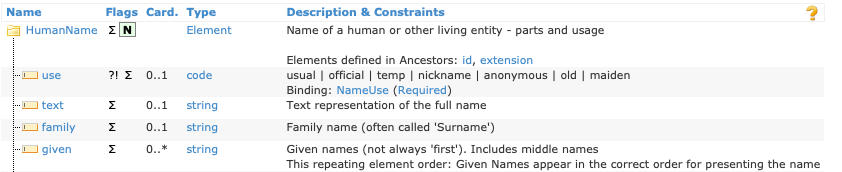 Name Flags Card. Type Description & Constraints ?
HumanName Σ N Element Name of a human or other living entity - parts and usage
Elements defined in Ancestors: id, extension
use ?! Σ 0..1 code usual | official | temp | nickname | anonymous | old | maiden
Binding: NameUse (Required)
text Σ 0..1 string Text representation of the full name
family Σ 0..1 string Family name (often called 'Surname')
given Σ 0..* string Given names (not always 'first'). Includes middle names
This repeating element order: Given Names appear in the correct order for presenting the name